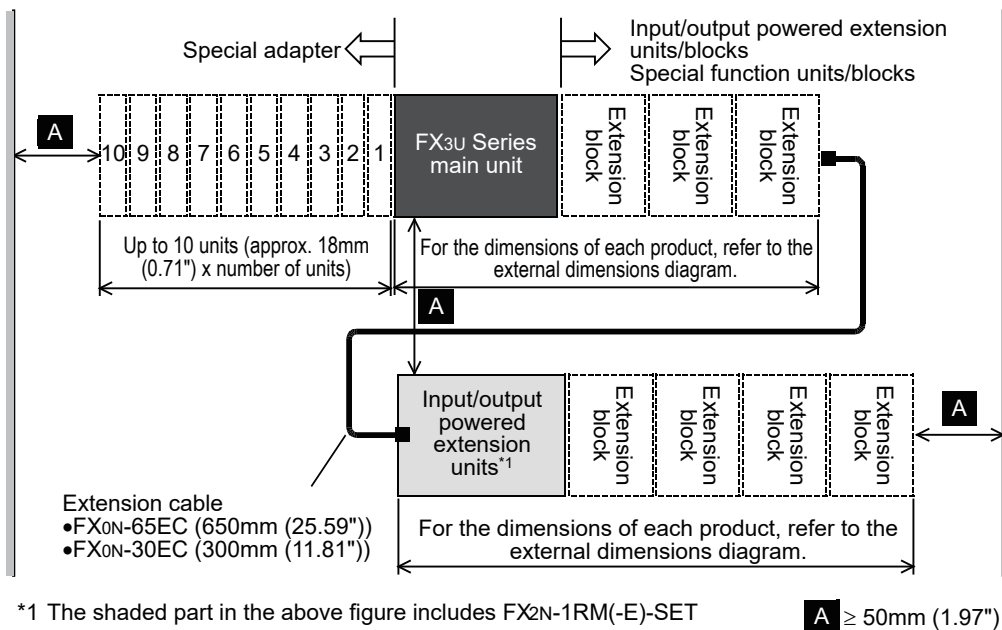 Special adapter
Input/output powered extension
units/blocks
Special function units/blocks
A
10 9 8 7 6 5 4 3 2 1
FX3U Series
main unit
Extension
block
Extension
block
Extension
block
Up to 10 units (approx. 18mm
(0.71") x number of units)
For the dimensions of each product, refer to the
external dimensions diagram.
A
Input/output
powered
extension
units*1
Extension
block
Extension
block
Extension
block
Extension
block
A
Extension cable
•FX0N-65EC (650mm (25.59"))
•FX0N-30EC (300mm (11.81"))
For the dimensions of each product, refer to the
external dimensions diagram.
*1 The shaded part in the above figure includes FX2N-1RM(-E)-SET
A ≥ 50mm (1.97")